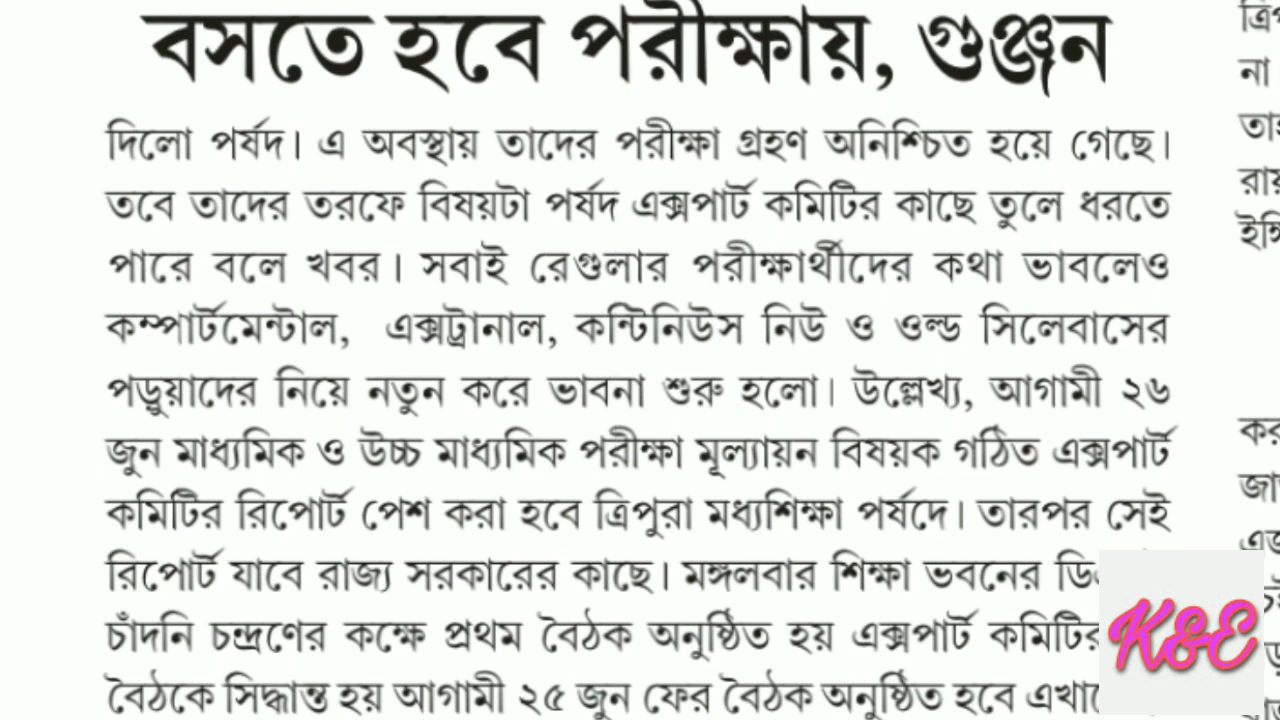 বসতে হবে পরীক্ষায়, গুঞ্জন
দিলো পর্ষদ। এ অবস্থায় তাদের পরীক্ষা গ্রহণ অনিশ্চিত হয়ে গেছে।
তবে তাদের তরফে বিষয়টা পর্ষদ এক্সপার্ট কমিটির কাছে তুলে ধরতে
পারে বলে খবর। সবাই রেগুলার পরীক্ষার্থীদের কথা ভাবলেও
কম্পার্টমেন্টাল, এক্সট্রানাল, কন্টিনিউস নিউ ও ওল্ড সিলেবাসের
পড়ুয়াদের নিয়ে নতুন করে ভাবনা শুরু হলো। উল্লেখ্য, আগামী ২৬
জুন মাধ্যমিক ও উচ্চ মাধ্যমিক পরীক্ষা মূল্যায়ন বিষয়ক গঠিত এক্সপার্ট
কমিটির রিপোর্ট পেশ করা হবে ত্রিপুরা মধ্যশিক্ষা পর্ষদে। তারপর সেই
রিপোর্ট যাবে রাজ্য সরকারের কাছে। মঙ্গলবার শিক্ষা ভবনের
চাঁদনি চন্দ্রণের কক্ষে প্রথম বৈঠক অনুষ্ঠিত হয় এক্সপার্ট কমিটির
বৈঠকে সিদ্ধান্ত হয় আগামী ২৫ জুন ফের বৈঠক অনুষ্ঠিত হবে
K&E
না